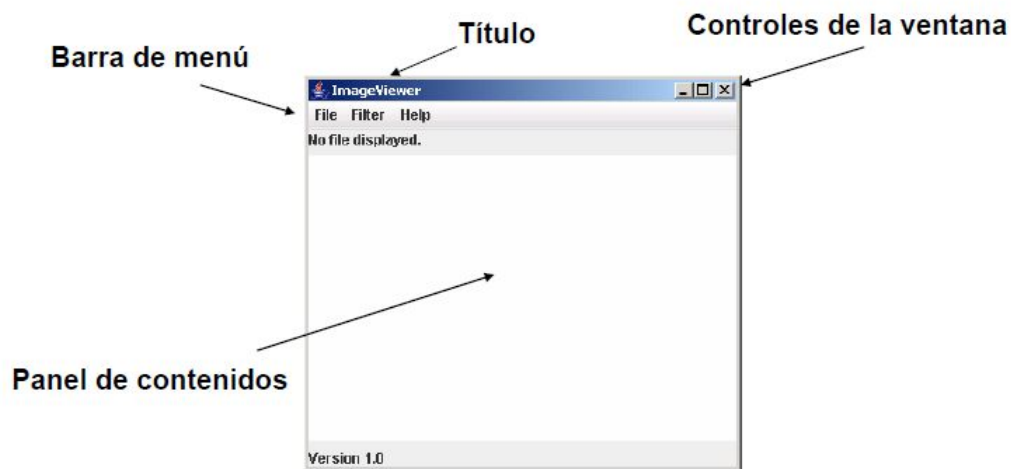 Título
Controles de la ventana
Barra de menú
ImageViewer
File Filter Help
No file displayed.
Panel de contenidos
Version 1.0